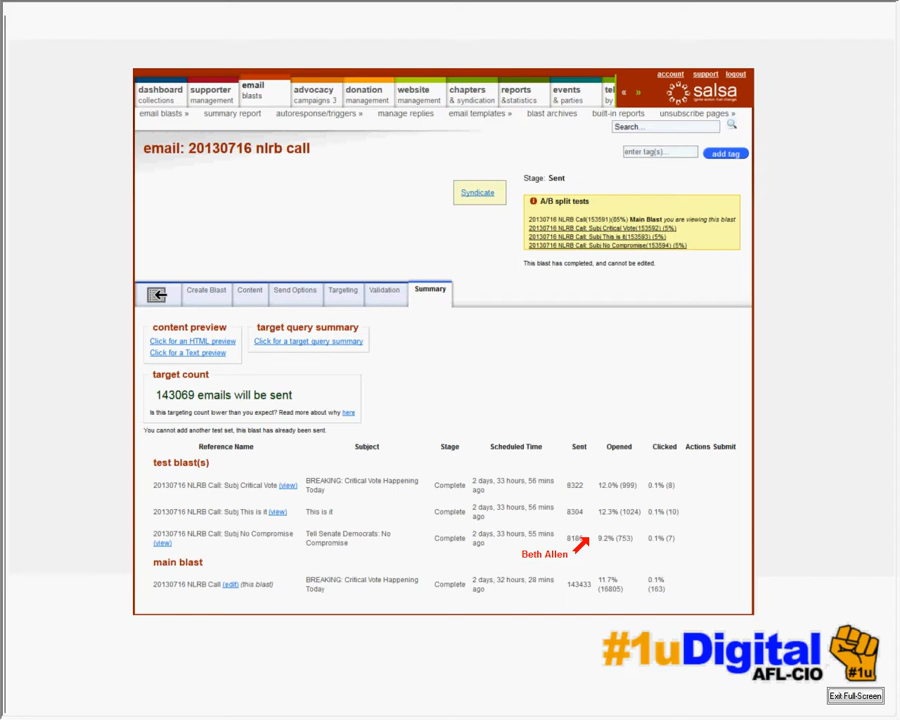 account support logout
dashboard supporter email advocacy donation website chapters reports events tel
collections management blasts campaigns 3 management management & syndication &statistics & parties by « »
salsa
email blasts » summary report autoresponse/triggers » manage replies email templates » blast archives built-in reports unsubscribe pages »
Search...
email: 20130716 nlrb call
enter tag(s)... add tag
Stage: Sent
Syndicate
A/B split tests
20130716 NLRB Call(153591)(85%) Main Blast you are viewing this blast
20130716 NLRB Call: Subj Critical Vote(153592) (5%)
20130716 NLRB Call: Subj This is it(153593) (5%)
20130716 NLRB Call: Subj No Compromise(153594) (5%)
This blast has completed, and cannot be edited.
Create Blast Content Send Options Targeting Validation Summary
content preview
Click for an HTML preview
Click for a Text preview
target query summary
Click for a target query summary
target count
143069 emails will be sent
Is this targeting count lower than you expect? Read more about why here
You cannot add another test set, this blast has already been sent.
Reference Name Subject Stage Scheduled Time Sent Opened Clicked Actions Submit
test blast(s)
20130716 NLRB Call: Subj Critical Vote (view) BREAKING: Critical Vote Happening Complete 2 days, 33 hours, 56 mins 8322 12.0% (999) 0.1% (8)
Today ago
20130716 NLRB Call: Subj This is it (view) This is it Complete 2 days, 33 hours, 56 mins 8304 12.3% (1024) 0.1% (10)
ago
20130716 NLRB Call: Subj No Compromise Tell Senate Democrats: No Complete 2 days, 33 hours, 55 mins 9.2% (753) 0.1% (7)
(view) Compromise ago
Beth Allen
main blast
20130716 NLRB Call (edit) (this blast) BREAKING: Critical Vote Happening Complete 2 days, 32 hours, 28 mins 143433 11.7% 0.1%
Today ago (16805) (163)
#1uDigital
AFL-CIO
#1u
Exit Full-Screen